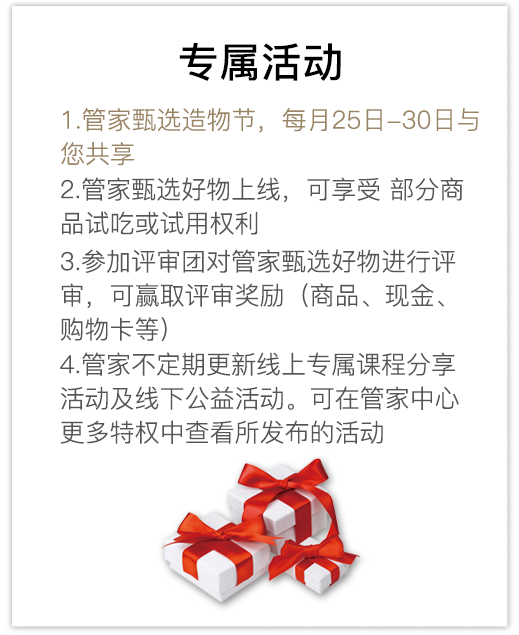 专属活动
1.管家甄选造物节，每月25日-30日与
您共享
2.管家甄选好物上线，可享受 部分商
品试吃或试用权利
3.参加评审团对管家甄选好物进行评
审，可赢取评审奖励（商品、现金、
购物卡等）
4.管家不定期更新线上专属课程分享
活动及线下公益活动。可在管家中心
更多特权中查看所发布的活动